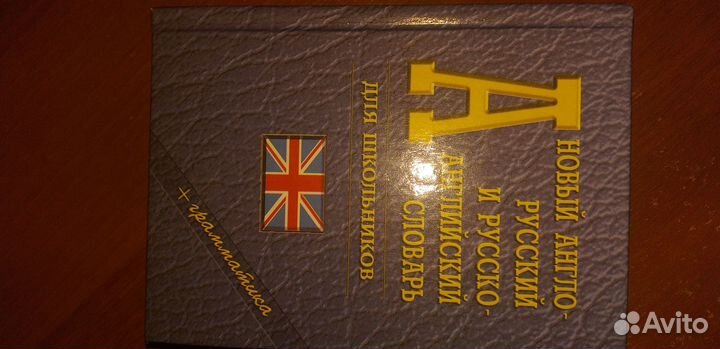 А
НОВЫЙ АНГЛО-
РУССКИЙ
И РУССКО-
АНГЛИЙСКИЙ
СЛОВАРЬ
ДЛЯ ШКОЛЬНИКОВ
+ грамматика
Avito